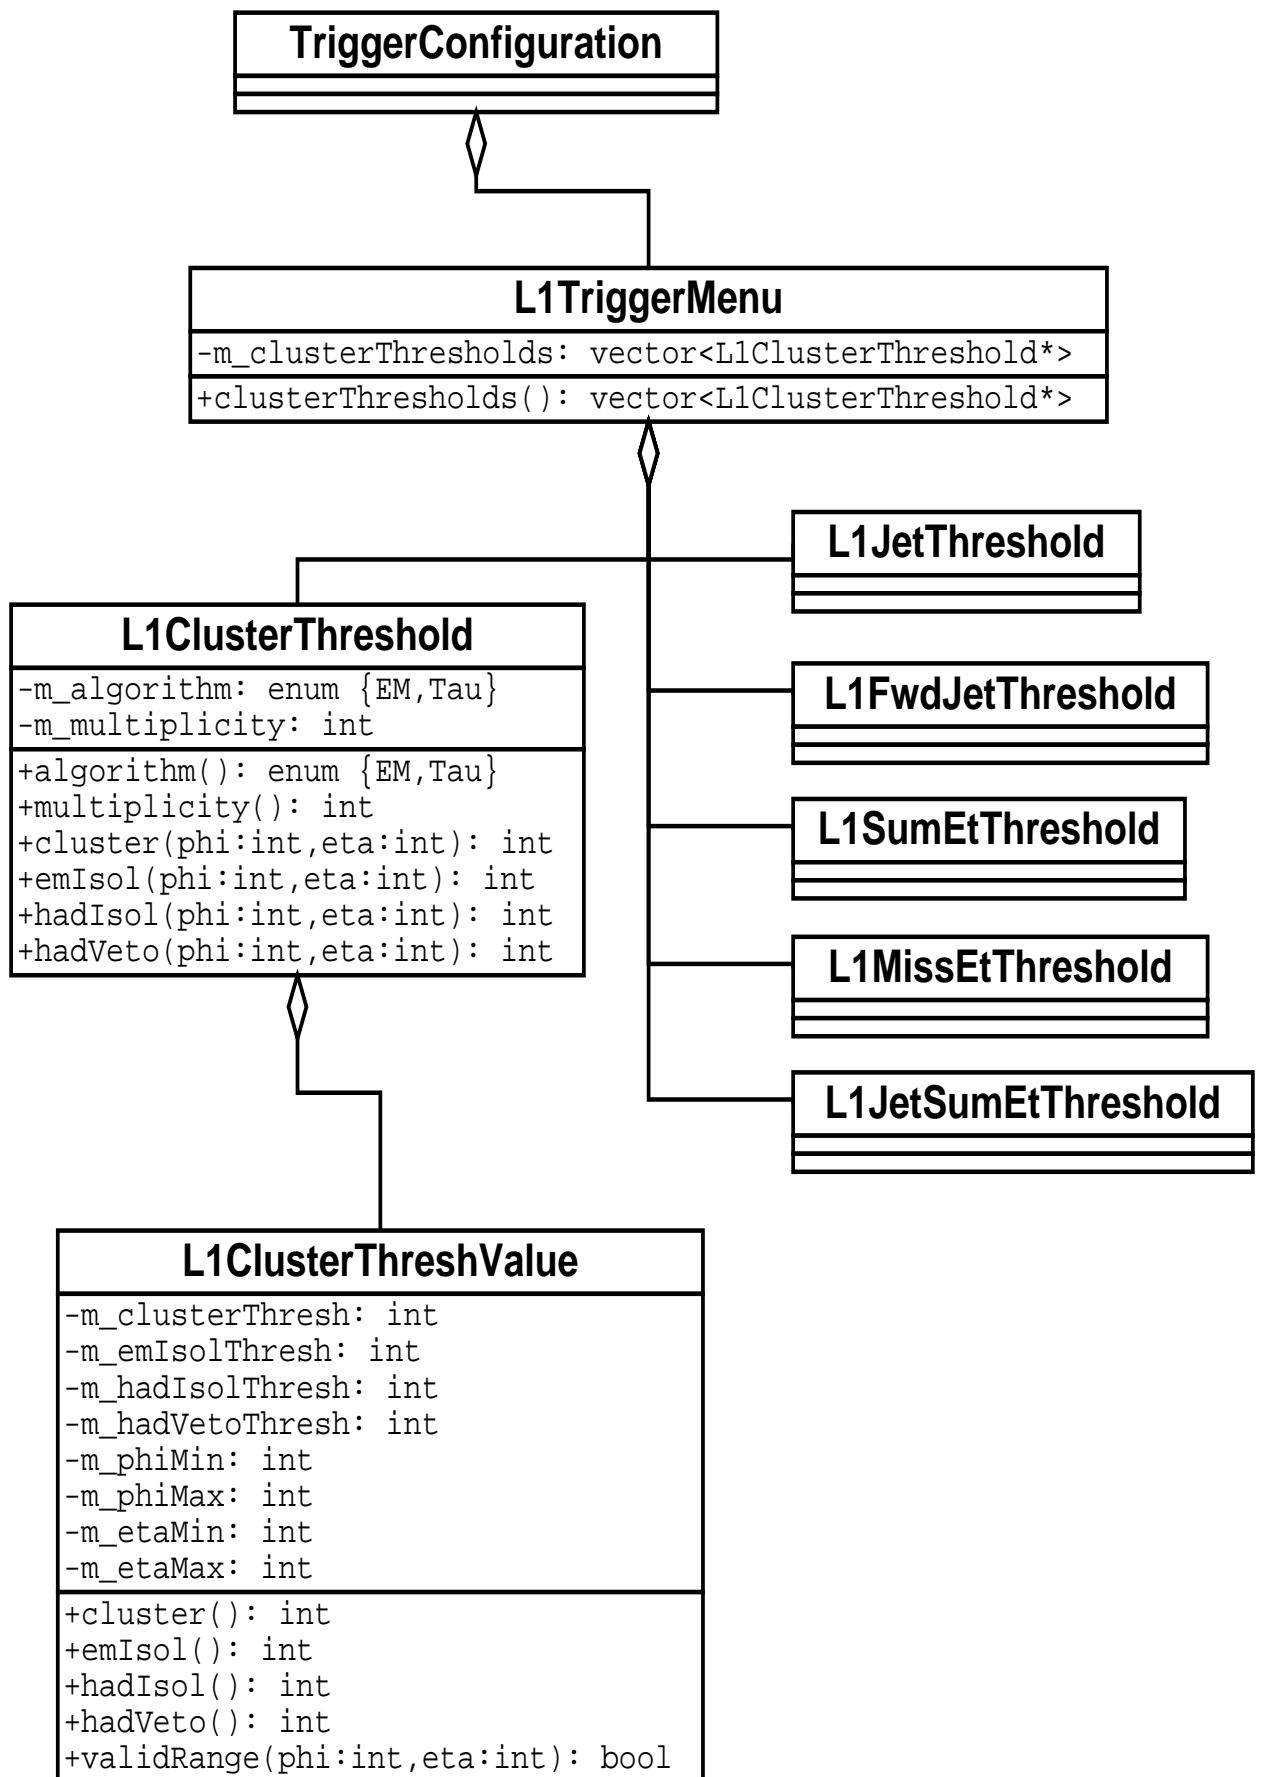 TriggerConfiguration
L1TriggerMenu
-m_clusterThresholds: vector<L1ClusterThreshold*>
+clusterThresholds(): vector<L1ClusterThreshold*>
L1JetThreshold
L1ClusterThreshold
-m_algorithm: enum {EM,Tau}
-m_multiplicity: int
+algorithm(): enum {EM,Tau}
+multiplicity(): int
+cluster(phi:int,eta:int): int
+emIsol(phi:int,eta:int): int
+hadIsol(phi:int,eta:int): int
+hadVeto(phi:int,eta:int): int
L1FwdJetThreshold
L1SumEtThreshold
L1MissEtThreshold
L1JetSumEtThreshold
L1ClusterThreshValue
-m_clusterThresh: int
-m_emIsolThresh: int
-m_hadIsolThresh: int
-m_hadVetoThresh: int
-m_phiMin: int
-m_phiMax: int
-m_etaMin: int
-m_etaMax: int
+cluster(): int
+emIsol(): int
+hadIsol(): int
+hadVeto(): int
+validRange(phi:int,eta:int): bool